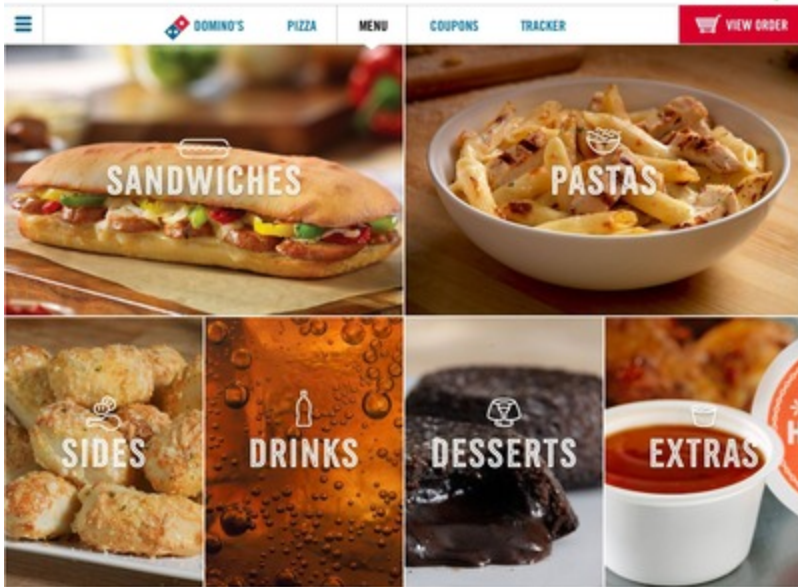 DOMINO'S PIZZA MENU COUPONS TRACKER VIEW ORDER
SANDWICHES PASTAS
SIDES DRINKS DESSERTS EXTRAS
H